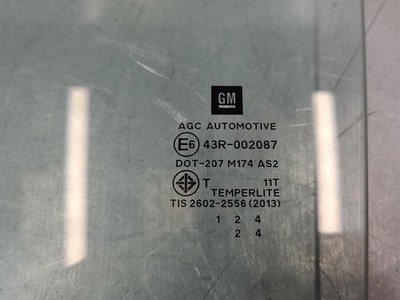 GM
AGC AUTOMOTIVE
E6 43R-002087
DOT-207 M174 AS2
T 11T
TEMPERLITE
TIS 2602-2556 (2013)
1 2 4
2 4